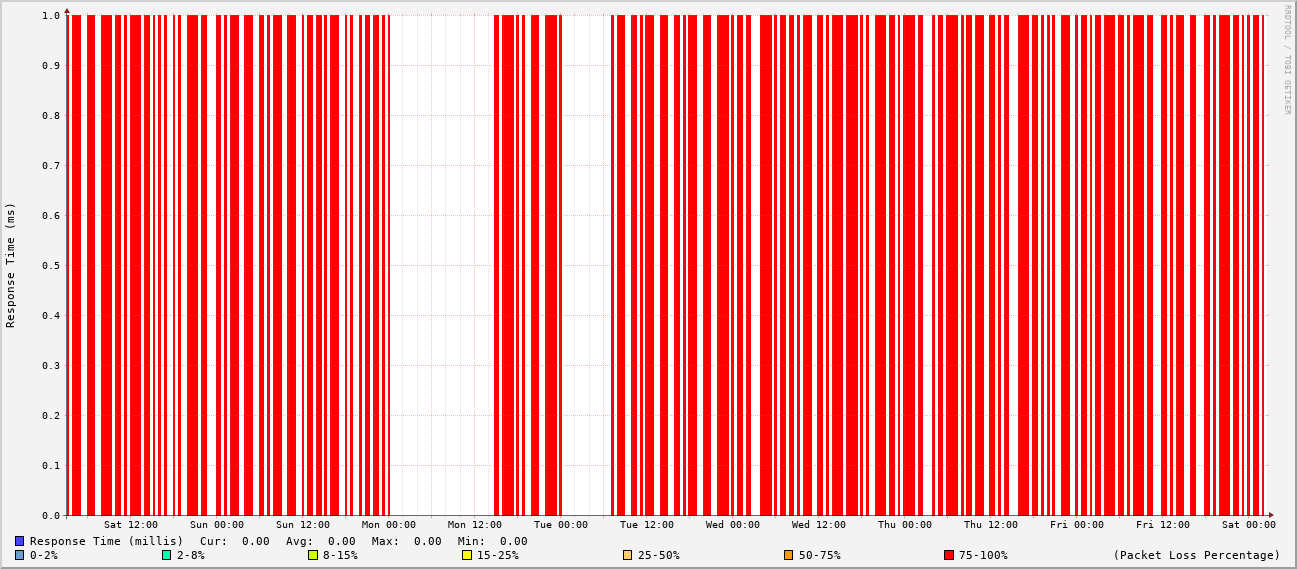 RRDTOOL / TOBI OETIKER
Response Time (ms)
1.0
0.9
0.8
0.7
0.6
0.5
0.4
0.3
0.2
0.1
0.0
Sat 12:00 Sun 00:00 Sun 12:00 Mon 00:00 Mon 12:00 Tue 00:00 Tue 12:00 Wed 00:00 Wed 12:00 Thu 00:00 Thu 12:00 Fri 00:00 Fri 12:00 Sat 00:00
Response Time (millis) Cur: 0.00 Avg: 0.00 Max: 0.00 Min: 0.00
0-2% 2-8% 8-15% 15-25% 25-50% 50-75% 75-100% (Packet Loss Percentage)